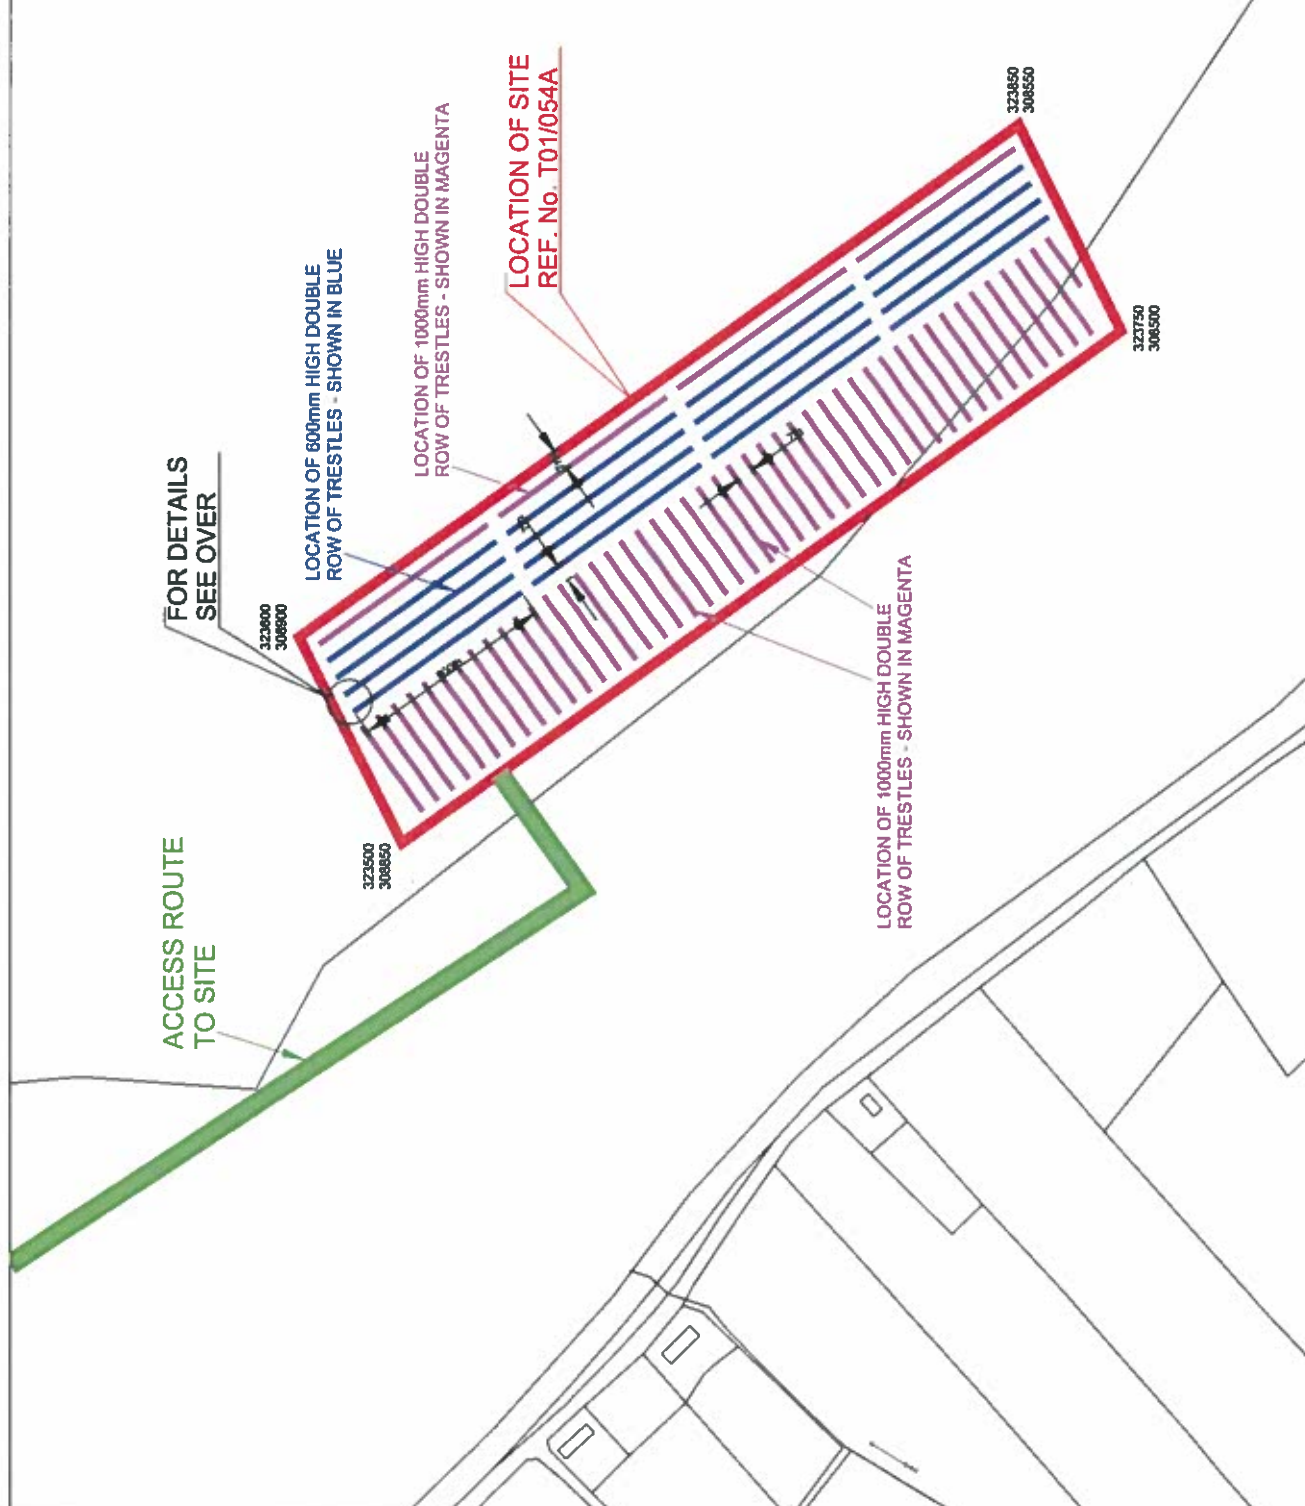 FOR DETAILS
SEE OVER
LOCATION OF 600mm HIGH DOUBLE
ROW OF TRESTLES - SHOWN IN BLUE
LOCATION OF 1000mm HIGH DOUBLE
ROW OF TRESTLES - SHOWN IN MAGENTA
LOCATION OF SITE
REF. No. T01/054A
323850
308550
323750
308500
323600
308900
323500
308850
ACCESS ROUTE
TO SITE
LOCATION OF 1000mm HIGH DOUBLE
ROW OF TRESTLES - SHOWN IN MAGENTA